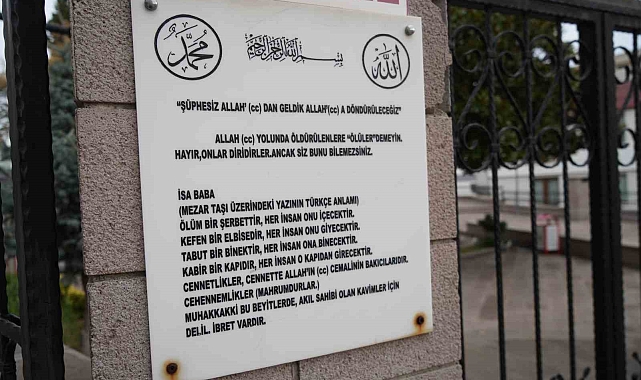 محمد
بسم الله الرحمن الرحيم
الله
"ŞÜPHESİZ ALLAH' (cc) DAN GELDİK ALLAH'(cc) A DÖNDÜRÜLECEĞİZ"
ALLAH (cc) YOLUNDA ÖLDÜRÜLENLERE "ÖLÜLER"DEMEYİN.
HAYIR,ONLAR DİRİDİRLER.ANCAK SİZ BUNU BİLEMEZSİNİZ.
İSA BABA
(MEZAR TAŞI ÜZERİNDEKİ YAZININ TÜRKÇE ANLAMI)
ÖLÜM BİR ŞERBETTİR, HER İNSAN ONU İÇECEKTİR.
KEFEN BİR ELBİSEDİR, HER İNSAN ONU GİYECEKTİR.
TABUT BİR BİNEKTİR, HER İNSAN ONA BİNECEKTİR.
KABİR BİR KAPIDIR, HER İNSAN O KAPIDAN GİRECEKTİR.
CENNETLİKLER, CENNETTE ALLAH'IN (cc) CEMALİNİN BAKICILARIDIR.
CEHENNEMLİKLER (MAHRUMDURLAR.)
MUHAKKAKKİ BU BEYİTLERDE, AKIL SAHİBİ OLAN KAVİMLER İÇİN
DELİL. İBRET VARDIR.